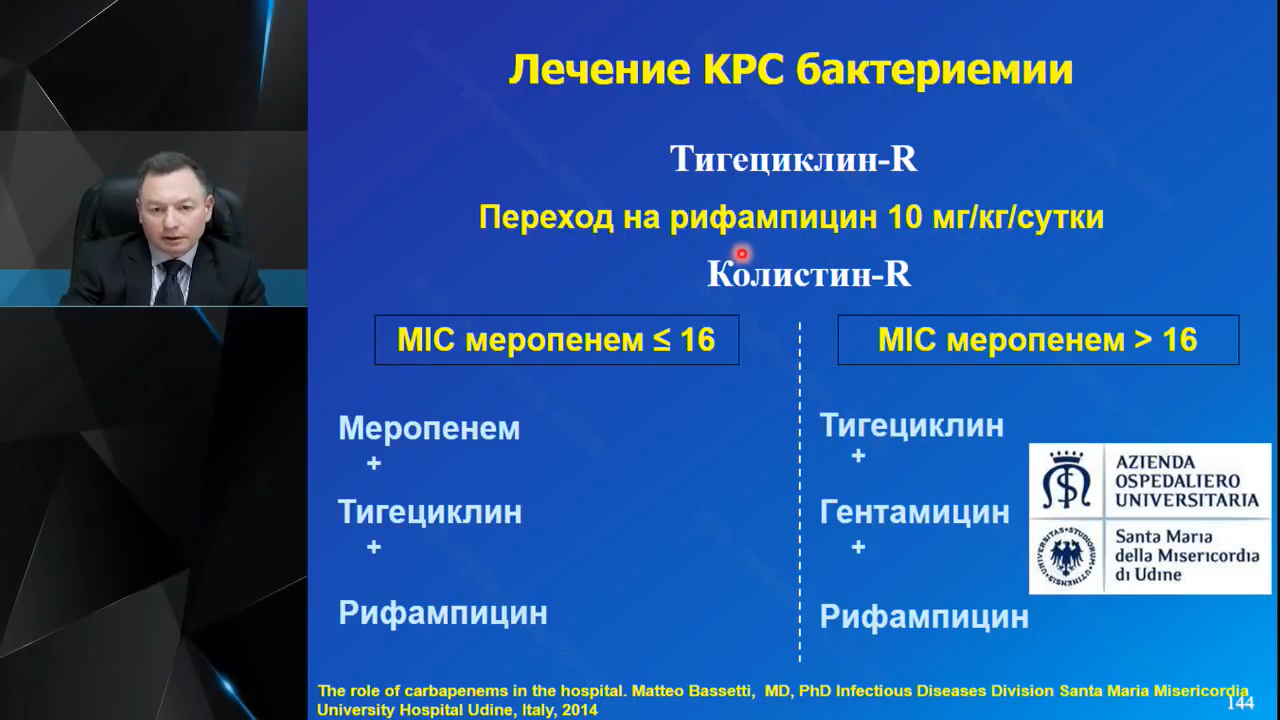 Лечение KPC бактериемии
Тигециклин-R
Переход на рифампицин 10 мг/кг/сутки
Колистин-R
MIC меропенем ≤ 16
Меропенем
+
Тигециклин
+
Рифампицин
MIC меропенем > 16
Тигециклин
+
Гентамицин
+
Рифампицин
AZIENDA
OSPEDALIERO
UNIVERSITARIA
Santa Maria
della Misericordia
di Udine
The role of carbapenems in the hospital. Matteo Bassetti, MD, PhD Infectious Diseases Division Santa Maria Misericordia
University Hospital Udine, Italy, 2014
144